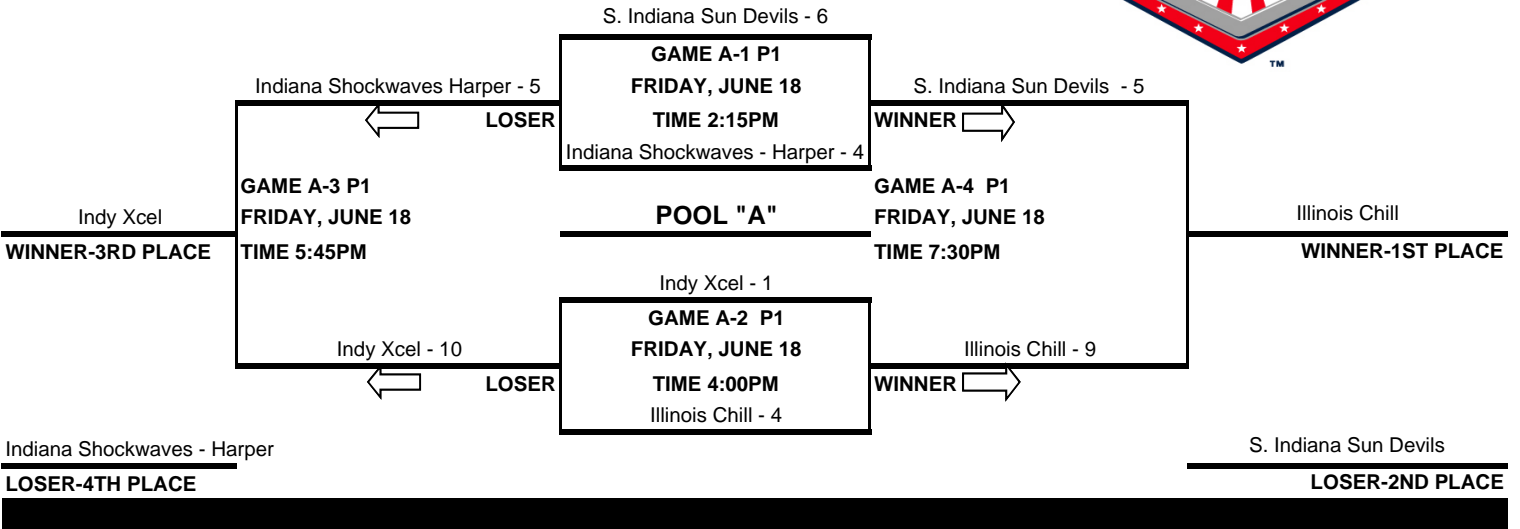 S. Indiana Sun Devils - 6
GAME A-1 P1
Indiana Shockwaves Harper - 5
FRIDAY, JUNE 18
S. Indiana Sun Devils - 5
LOSER
TIME 2:15PM
WINNER
Indiana Shockwaves - Harper - 4
TM
GAME A-3 P1
GAME A-4 P1
Indy Xcel
FRIDAY, JUNE 18
POOL "A"
FRIDAY, JUNE 18
Illinois Chill
WINNER-3RD PLACE
TIME 5:45PM
TIME 7:30PM
WINNER-1ST PLACE
Indy Xcel - 1
GAME A-2 P1
Indy Xcel - 10
FRIDAY, JUNE 18
Illinois Chill - 9
LOSER
TIME 4:00PM
WINNER
Illinois Chill - 4
Indiana Shockwaves - Harper
S. Indiana Sun Devils
LOSER-4TH PLACE
LOSER-2ND PLACE